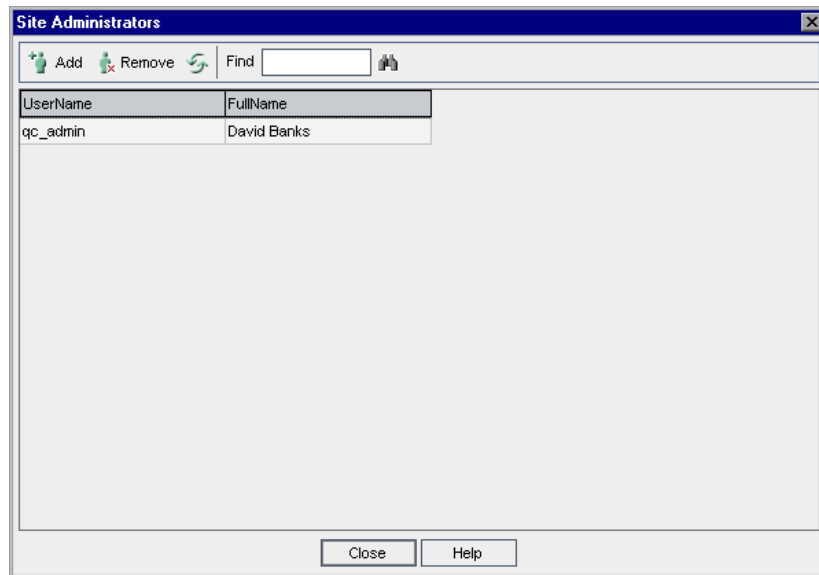 Site Administrators
Add Remove Find
UserName FullName
qc_admin David Banks
Close Help